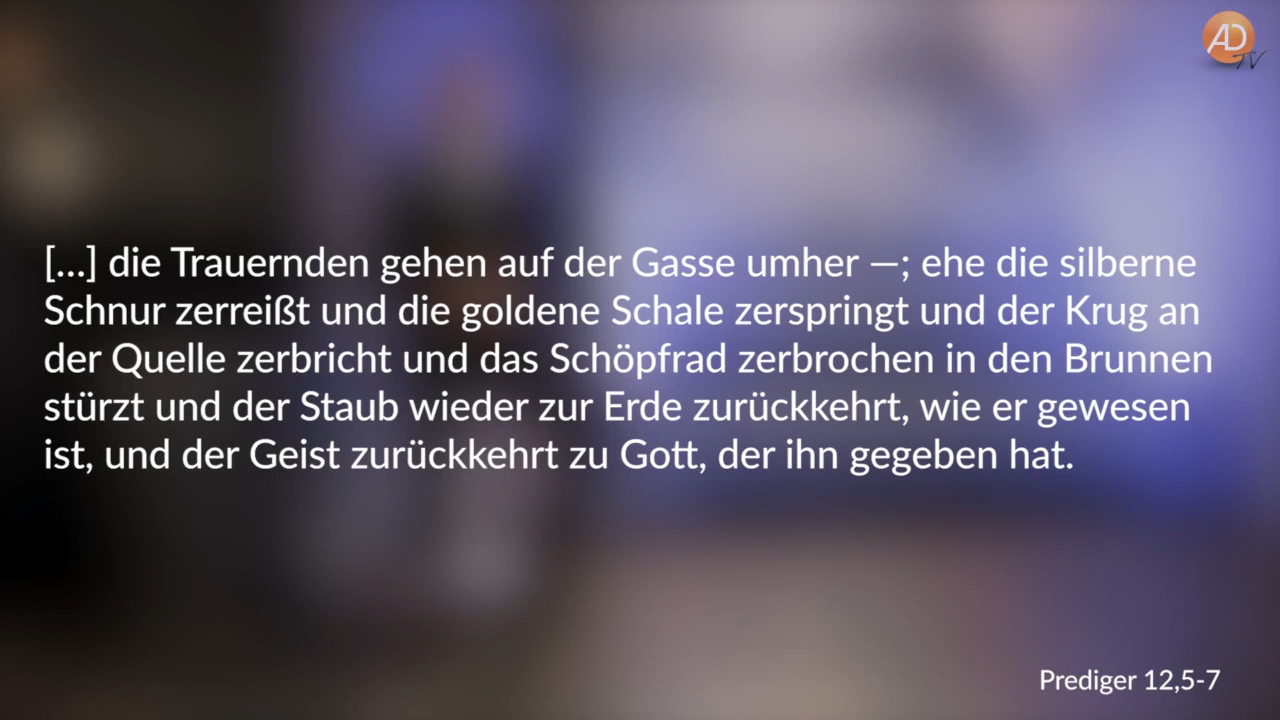 AD
TV
[...] die Trauernden gehen auf der Gasse umher —; ehe die silberne
Schnur zerreißt und die goldene Schale zerspringt und der Krug an
der Quelle zerbricht und das Schöpfrad zerbrochen in den Brunnen
stürzt und der Staub wieder zur Erde zurückkehrt, wie er gewesen
ist, und der Geist zurückkehrt zu Gott, der ihn gegeben hat.
Prediger 12,5-7